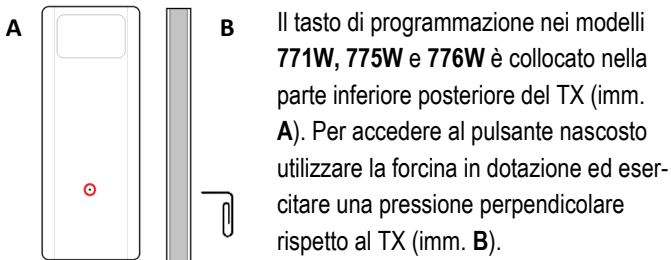 A
B
Il tasto di programmazione nei modelli
771W, 775W e 776W è collocato nella
parte inferiore posteriore del TX (imm.
A). Per accedere al pulsante nascosto
utilizzare la forcina in dotazione ed eser-
citare una pressione perpendicolare
rispetto al TX (imm. B).